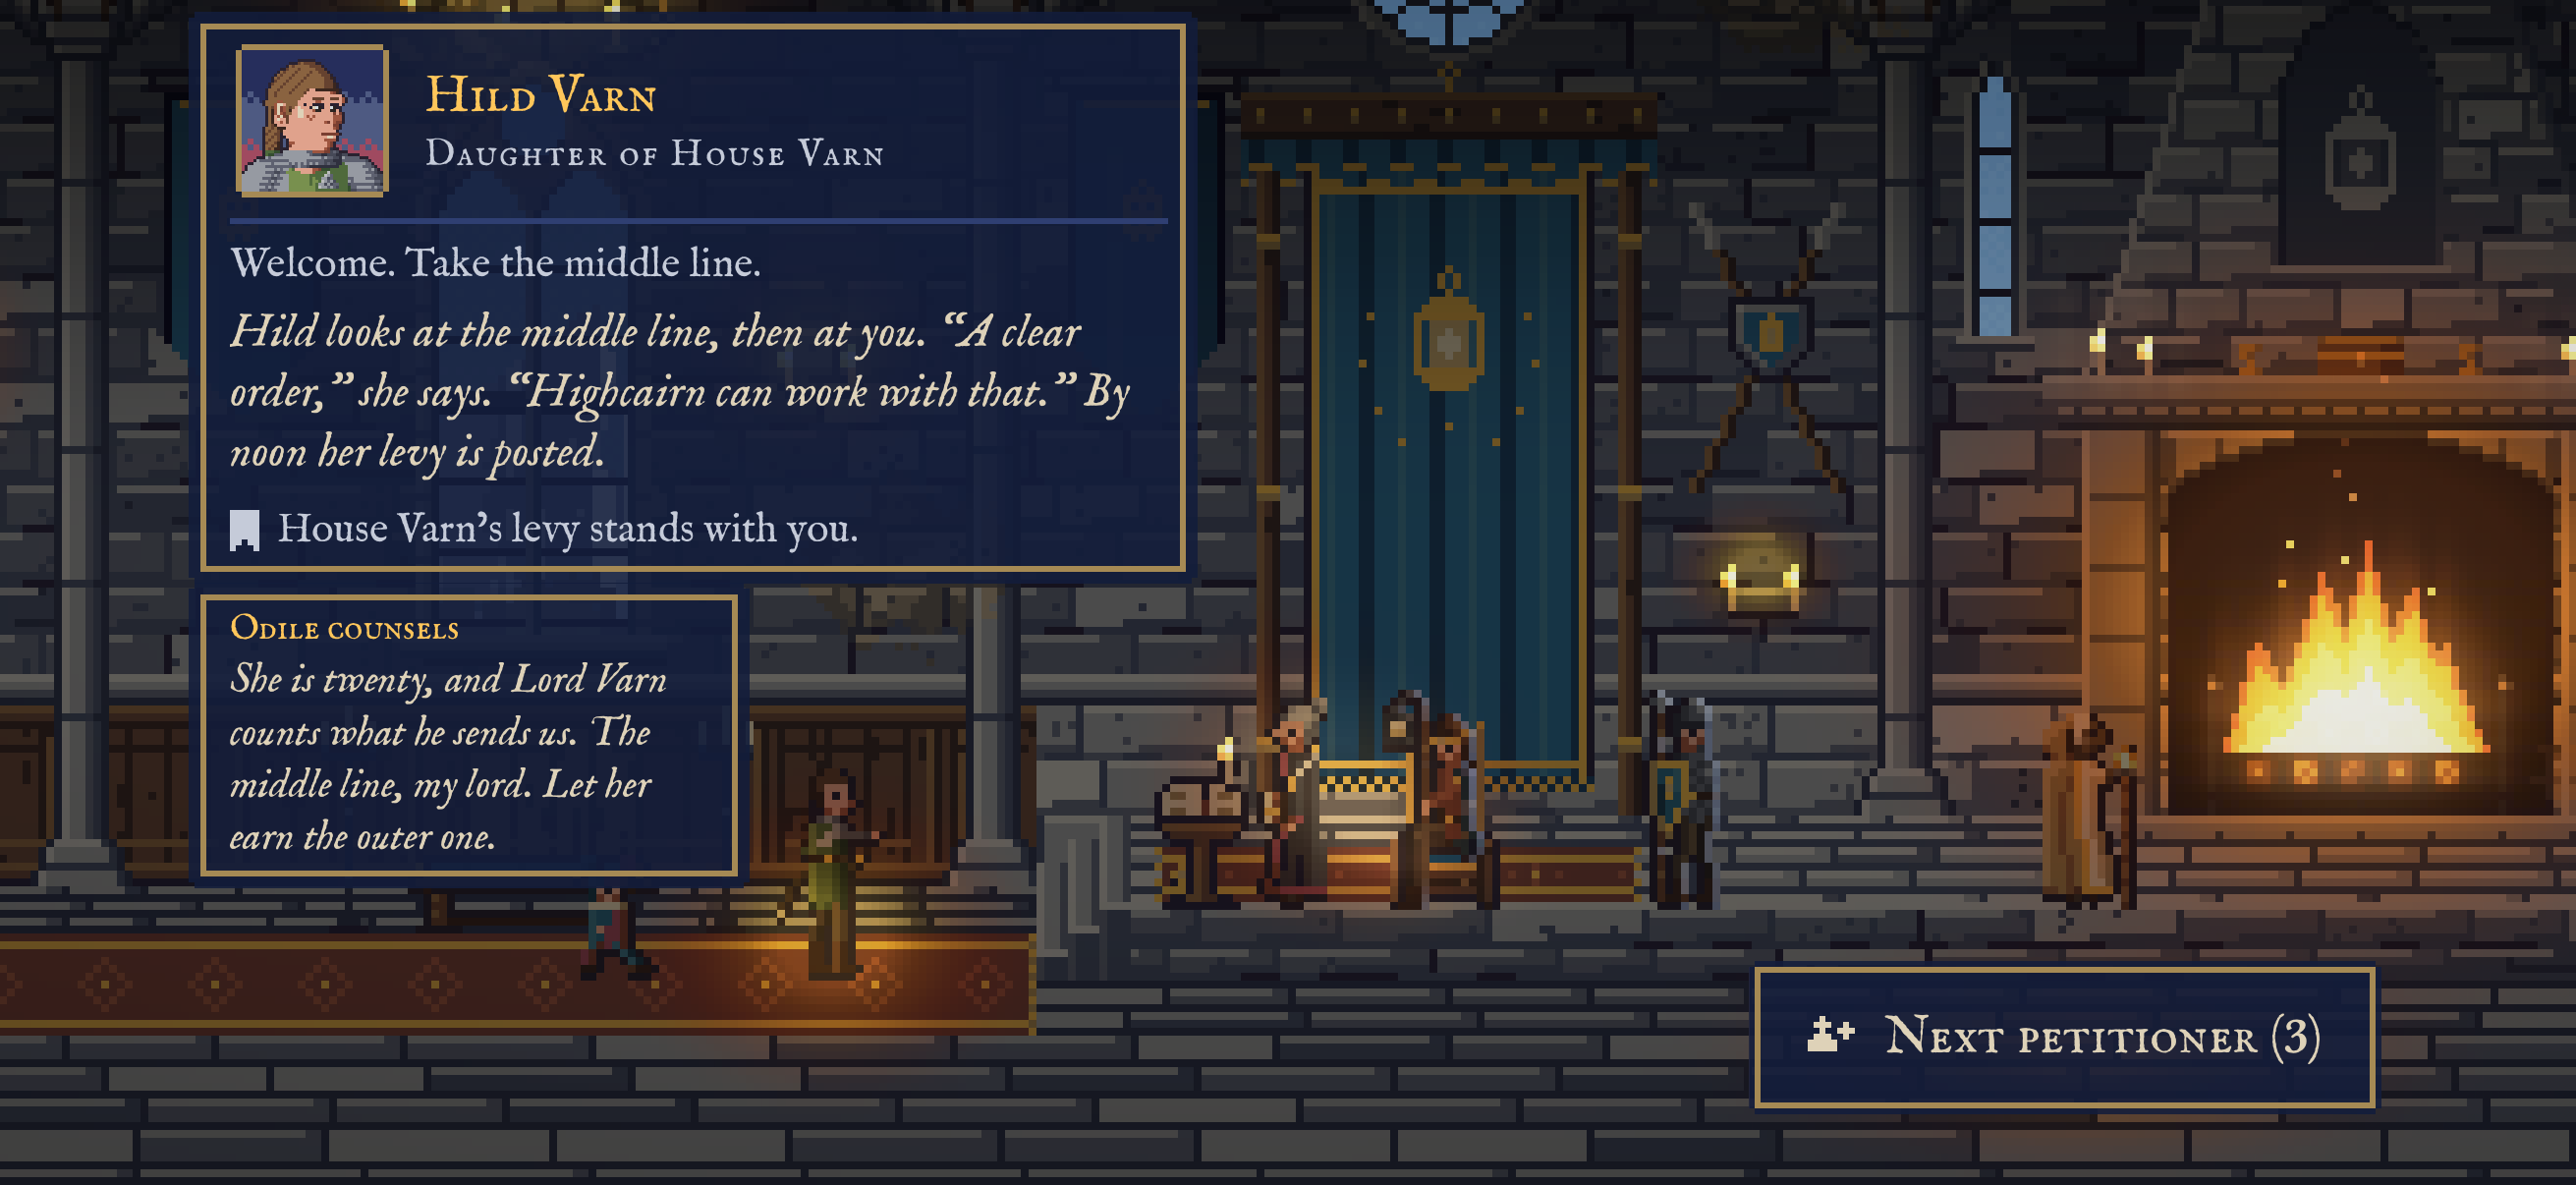 Hild Varn
Daughter of House Varn
Welcome. Take the middle line.
Hild looks at the middle line, then at you. “A clear
order,” she says. “Highcairn can work with that.” By
noon her levy is posted.
House Varn’s levy stands with you.
Odile counsels
She is twenty, and Lord Varn
counts what he sends us. The
middle line, my lord. Let her
earn the outer one.
Next petitioner (3)